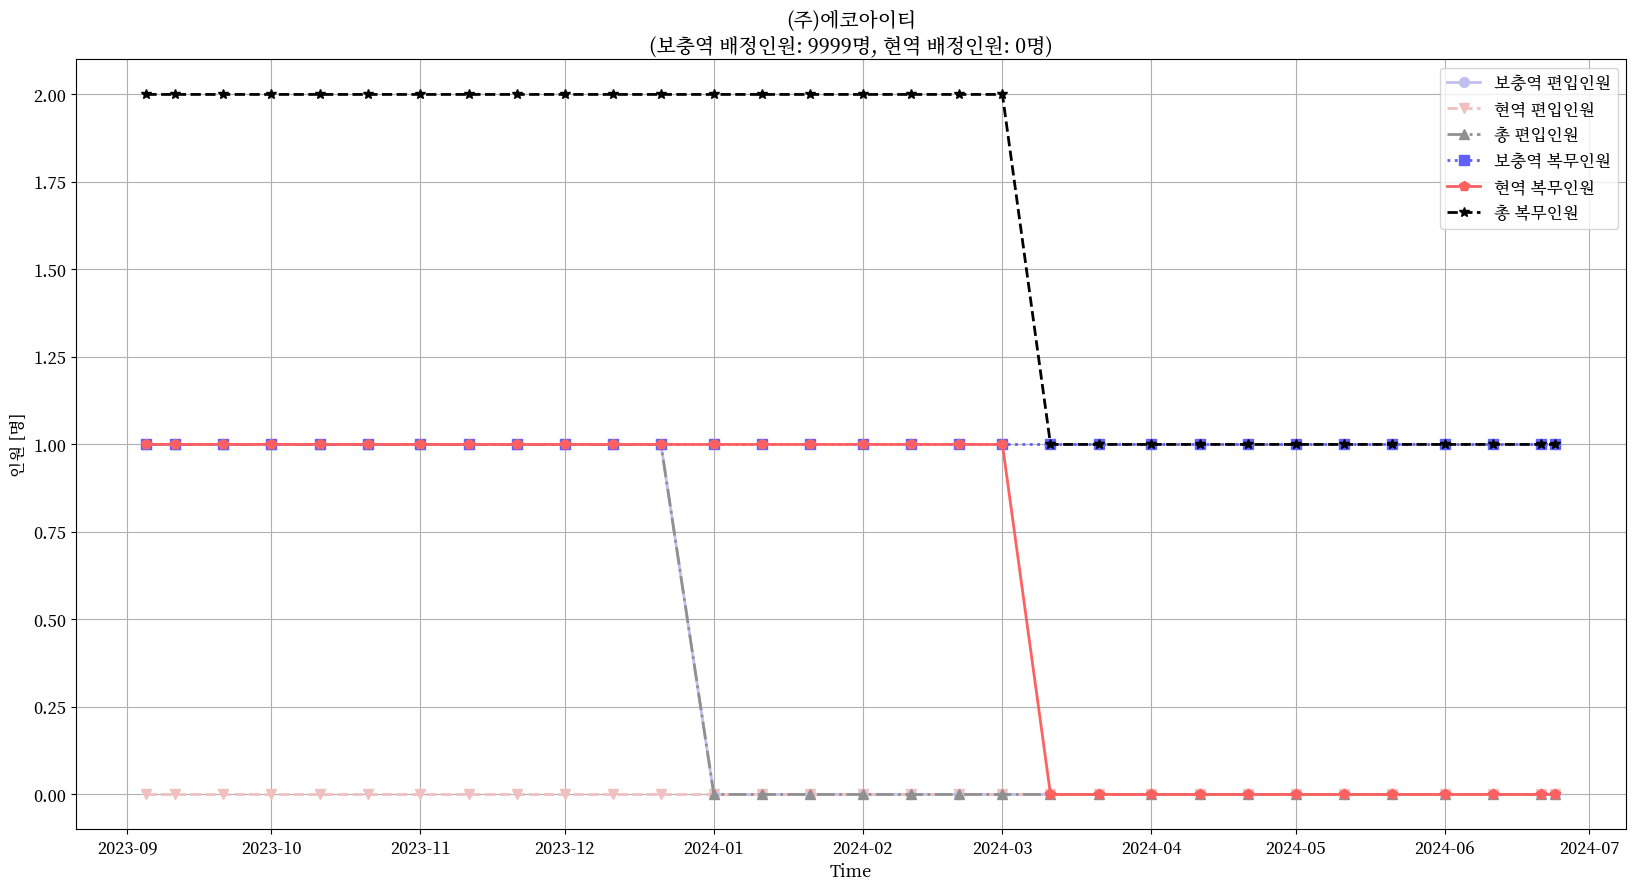 (주)에코아이티
(보충역 배정인원: 9999명, 현역 배정인원: 0명)
보충역 편입인원
현역 편입인원
총 편입인원
보충역 복무인원
현역 복무인원
총 복무인원
인원 [명]
2.00
1.75
1.50
1.25
1.00
0.75
0.50
0.25
0.00
2023-09 2023-10 2023-11 2023-12 2024-01 2024-02 2024-03 2024-04 2024-05 2024-06 2024-07
Time